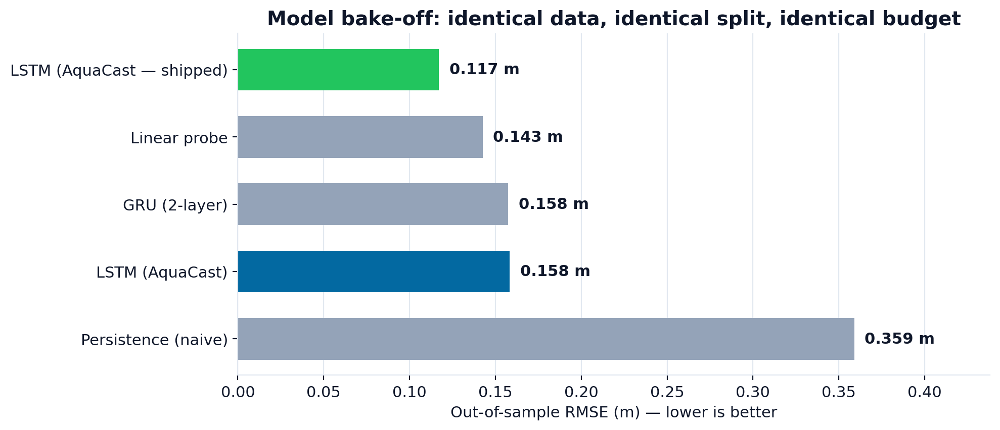 Model bake-off: identical data, identical split, identical budget
LSTM (AquaCast — shipped)
0.117 m
Linear probe
0.143 m
GRU (2-layer)
0.158 m
LSTM (AquaCast)
0.158 m
Persistence (naive)
0.359 m
0.00 0.05 0.10 0.15 0.20 0.25 0.30 0.35 0.40
Out-of-sample RMSE (m) — lower is better